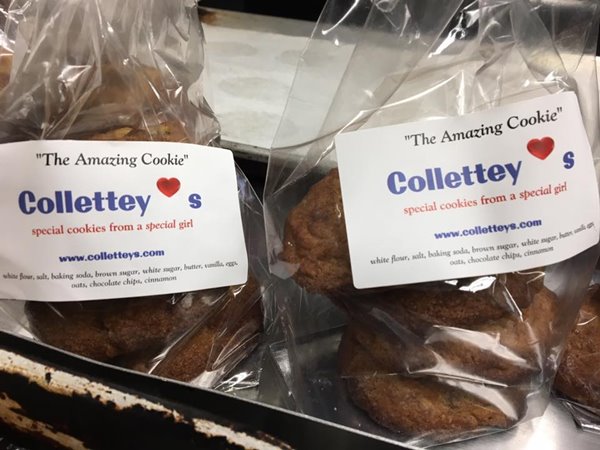 "The Amazing Cookie"
Collettey❤s
special cookies from a special girl
www.colletteys.com
white flour, salt, baking soda, brown sugar, white sugar, butter, vanilla, eggs,
oats, chocolate chips, cinnamon
"The Amazing Cookie"
Collettey❤s
special cookies from a special girl
www.colletteys.com
white flour, salt, baking soda, brown sugar, white sugar, butter, vanilla, eggs,
oats, chocolate chips, cinnamon